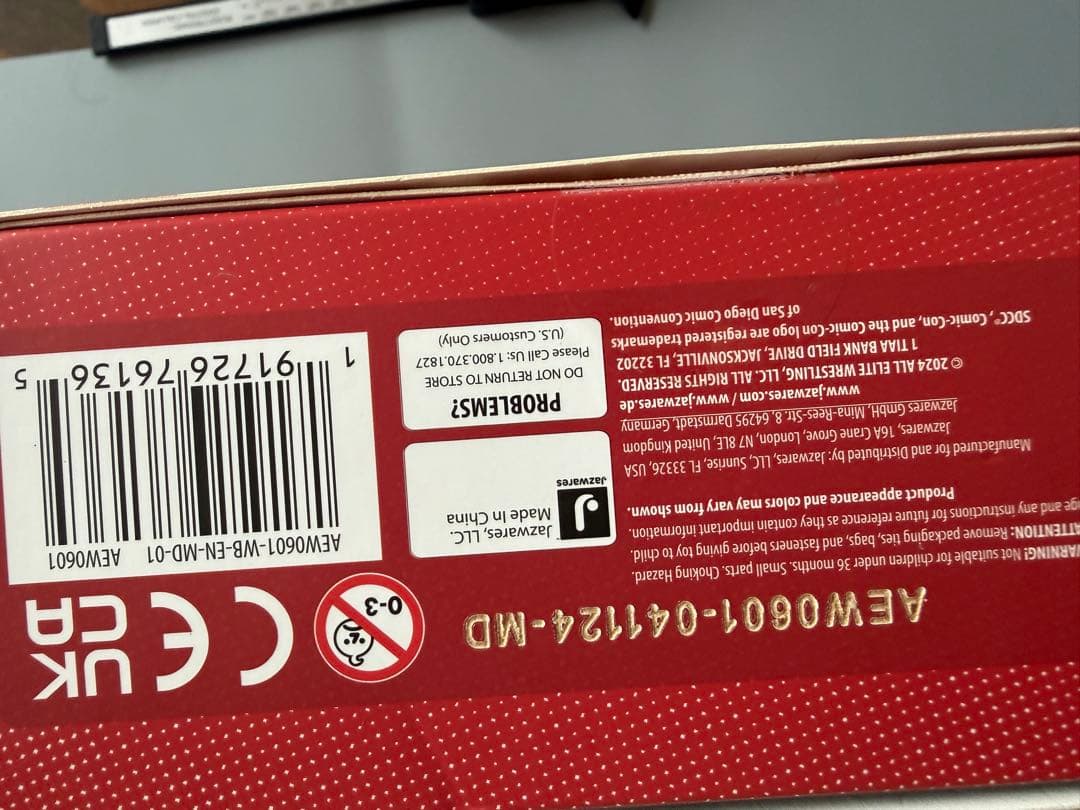 AEW0601-041124-MD
0-3
CE
UK
CA
WARNING! Not suitable for children under 36 months. Small parts. Choking Hazard.
ATTENTION: Remove packaging ties, bags, and fasteners before giving toy to child.
and any instructions for future reference as they contain important information.
Product appearance and colors may vary from shown.
Manufactured for and Distributed by: Jazwares, LLC, Sunrise, FL 33326, USA
Jazwares, 16A Crane Grove, London, N7 8LE, United Kingdom
Jazwares GmbH, Mina-Rees-Str. 8, 64295 Darmstadt, Germany
www.jazwares.com / www.jazwares.de
© 2024 ALL ELITE WRESTLING, LLC. ALL RIGHTS RESERVED.
1 TIAA BANK FIELD DRIVE, JACKSONVILLE, FL 32202
SDCC®, Comic-Con, and the Comic-Con logo are registered trademarks
of San Diego Comic Convention.
Jazwares
Jazwares, LLC.
Made In China
PROBLEMS?
DO NOT RETURN TO STORE
Please Call Us: 1.800.370.1827
(U.S. Customers Only)
AEW0601-WB-EN-MD-01 AEW0601
1 91726 76136 5